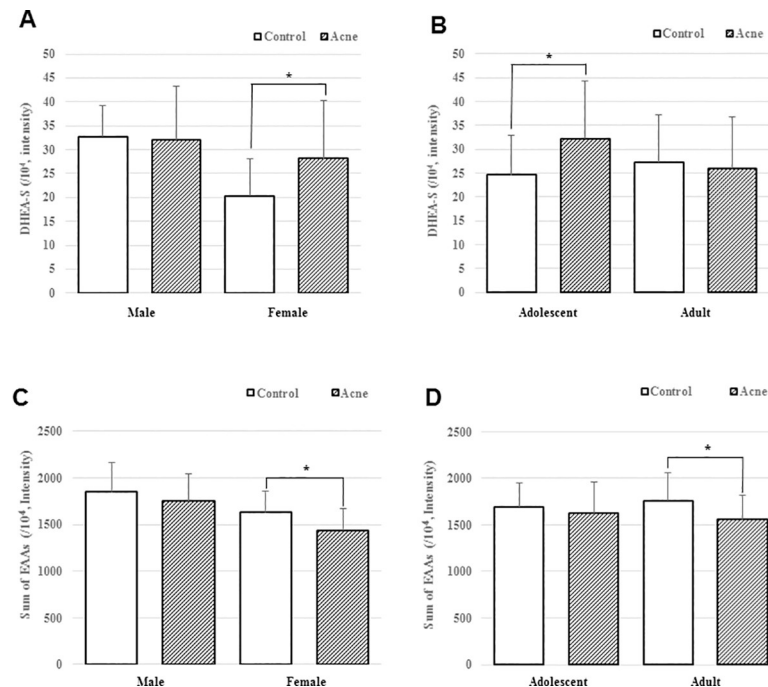 A
Control Acne
DHEA-S (/10⁴, intensity)
50
45
40
35
30
25
20
15
10
5
0
*
Male Female
B
Control Acne
DHEA-S (/10⁴, intensity)
50
45
40
35
30
25
20
15
10
5
0
*
Adolescent Adult
C
Control Acne
Sum of EAAs (/10⁴, Intensity)
2500
2000
1500
1000
500
0
*
Male Female
D
Control Acne
Sum of EAAs (/10⁴, Intensity)
2500
2000
1500
1000
500
0
*
Adolescent Adult